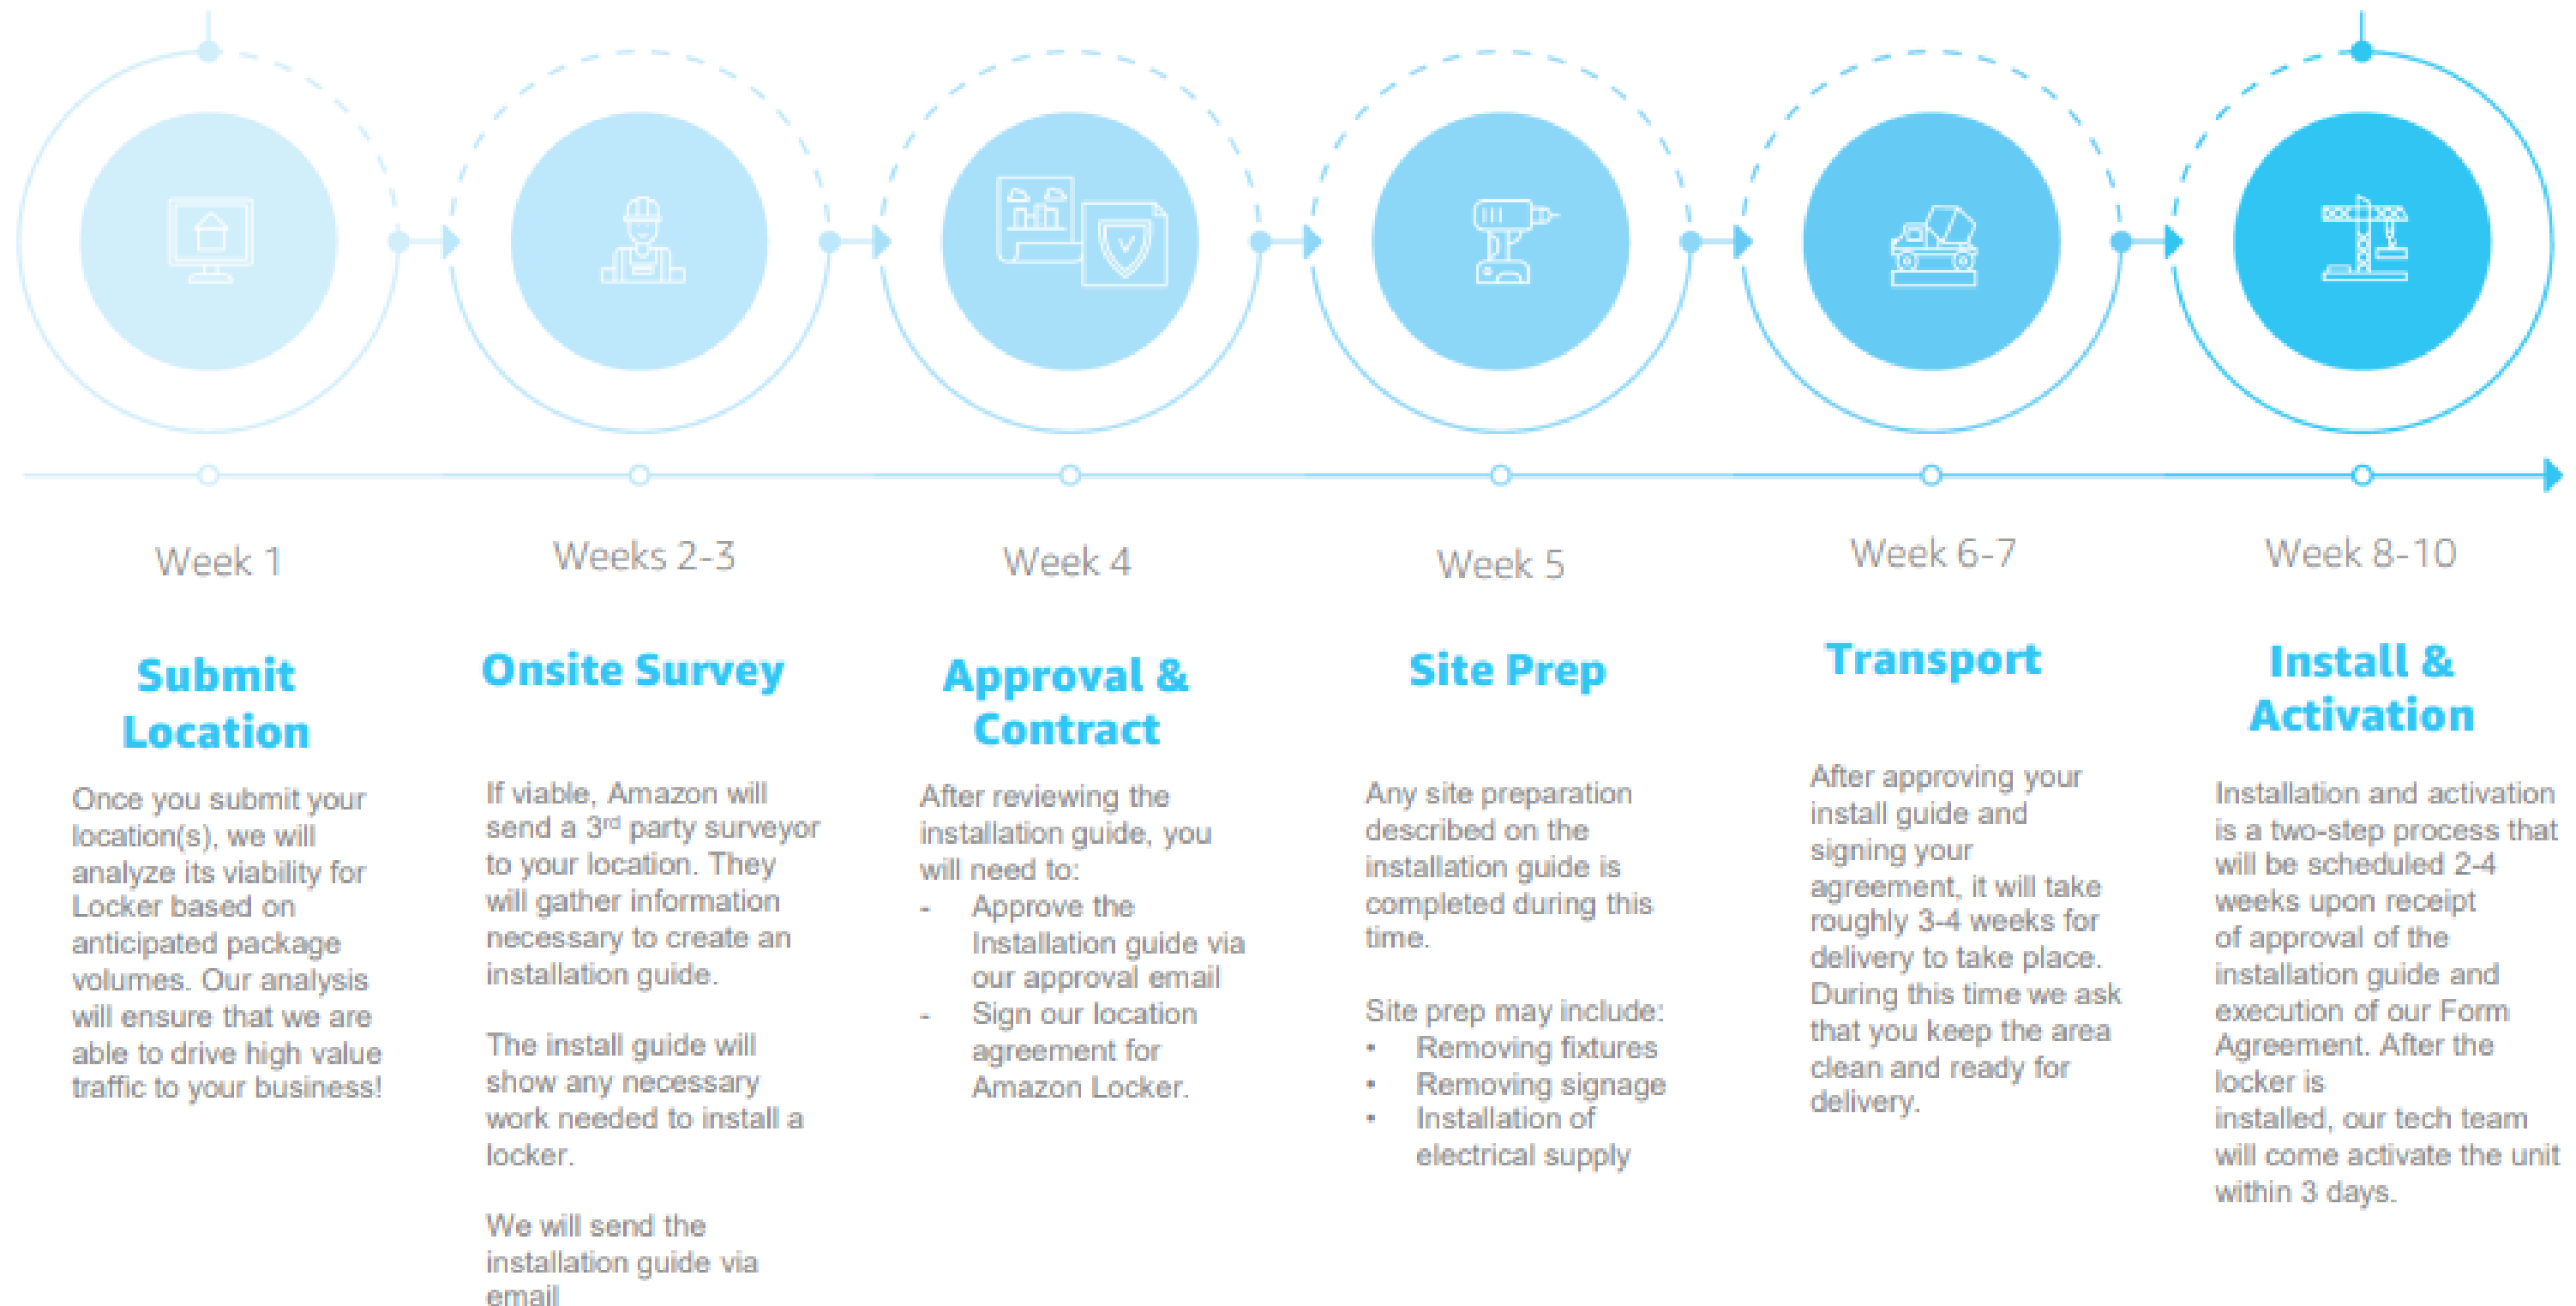 Week 1
Submit
Location
Once you submit your
location(s), we will
analyze its viability for
Locker based on
anticipated package
volumes. Our analysis
will ensure that we are
able to drive high value
traffic to your business!
Weeks 2-3
Onsite Survey
If viable, Amazon will
send a 3rd party surveyor
to your location. They
will gather information
necessary to create an
installation guide.
The install guide will
show any necessary
work needed to install a
locker.
We will send the
installation guide via
email
Week 4
Approval &
Contract
After reviewing the
installation guide, you
will need to:
- Approve the
Installation guide via
our approval email
- Sign our location
agreement for
Amazon Locker.
Week 5
Site Prep
Any site preparation
described on the
installation guide is
completed during this
time.
Site prep may include:
• Removing fixtures
• Removing signage
• Installation of
electrical supply
Week 6-7
Transport
After approving your
install guide and
signing your
agreement, it will take
roughly 3-4 weeks for
delivery to take place.
During this time we ask
that you keep the area
clean and ready for
delivery.
Week 8-10
Install &
Activation
Installation and activation
is a two-step process that
will be scheduled 2-4
weeks upon receipt
of approval of the
installation guide and
execution of our Form
Agreement. After the
locker is
installed, our tech team
will come activate the unit
within 3 days.